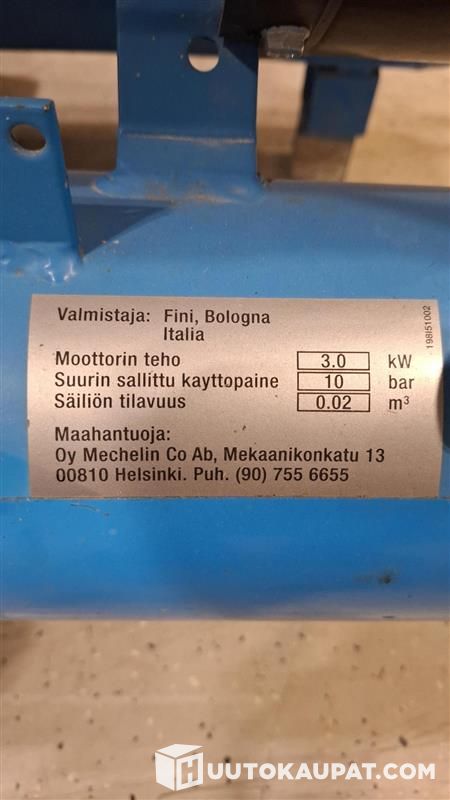 Valmistaja: Fini, Bologna
Italia
Moottorin teho 3.0 kW
Suurin sallittu kayttopaine 10 bar
Säiliön tilavuus 0.02 m³
Maahantuoja:
Oy Mechelin Co Ab, Mekaanikonkatu 13
00810 Helsinki. Puh. (90) 755 6655
198I51002
HUUTOKAUPAT.COM